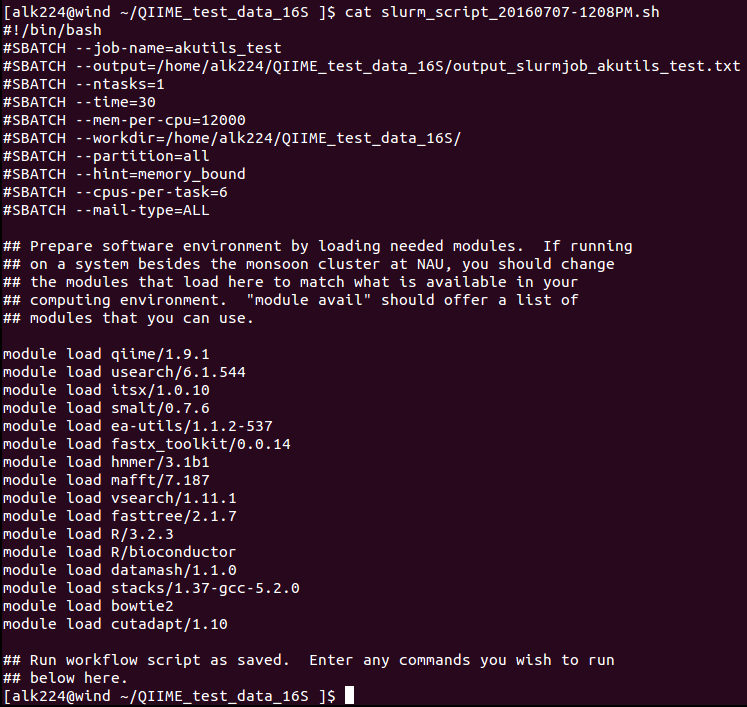 [alk224@wind ~/QIIME_test_data_16S ]$ cat slurm_script_20160707-1208PM.sh
#!/bin/bash
#SBATCH --job-name=akutils_test
#SBATCH --output=/home/alk224/QIIME_test_data_16S/output_slurmjob_akutils_test.txt
#SBATCH --ntasks=1
#SBATCH --time=30
#SBATCH --mem-per-cpu=12000
#SBATCH --workdir=/home/alk224/QIIME_test_data_16S/
#SBATCH --partition=all
#SBATCH --hint=memory_bound
#SBATCH --cpus-per-task=6
#SBATCH --mail-type=ALL

## Prepare software environment by loading needed modules.  If running
## on a system besides the monsoon cluster at NAU, you should change
## the modules that load here to match what is available in your
## computing environment.  "module avail" should offer a list of
## modules that you can use.

module load qiime/1.9.1
module load usearch/6.1.544
module load itsx/1.0.10
module load smalt/0.7.6
module load ea-utils/1.1.2-537
module load fastx_toolkit/0.0.14
module load hmmer/3.1b1
module load mafft/7.187
module load vsearch/1.11.1
module load fasttree/2.1.7
module load R/3.2.3
module load R/bioconductor
module load datamash/1.1.0
module load stacks/1.37-gcc-5.2.0
module load bowtie2
module load cutadapt/1.10

## Run workflow script as saved.  Enter any commands you wish to run
## below here.
[alk224@wind ~/QIIME_test_data_16S ]$